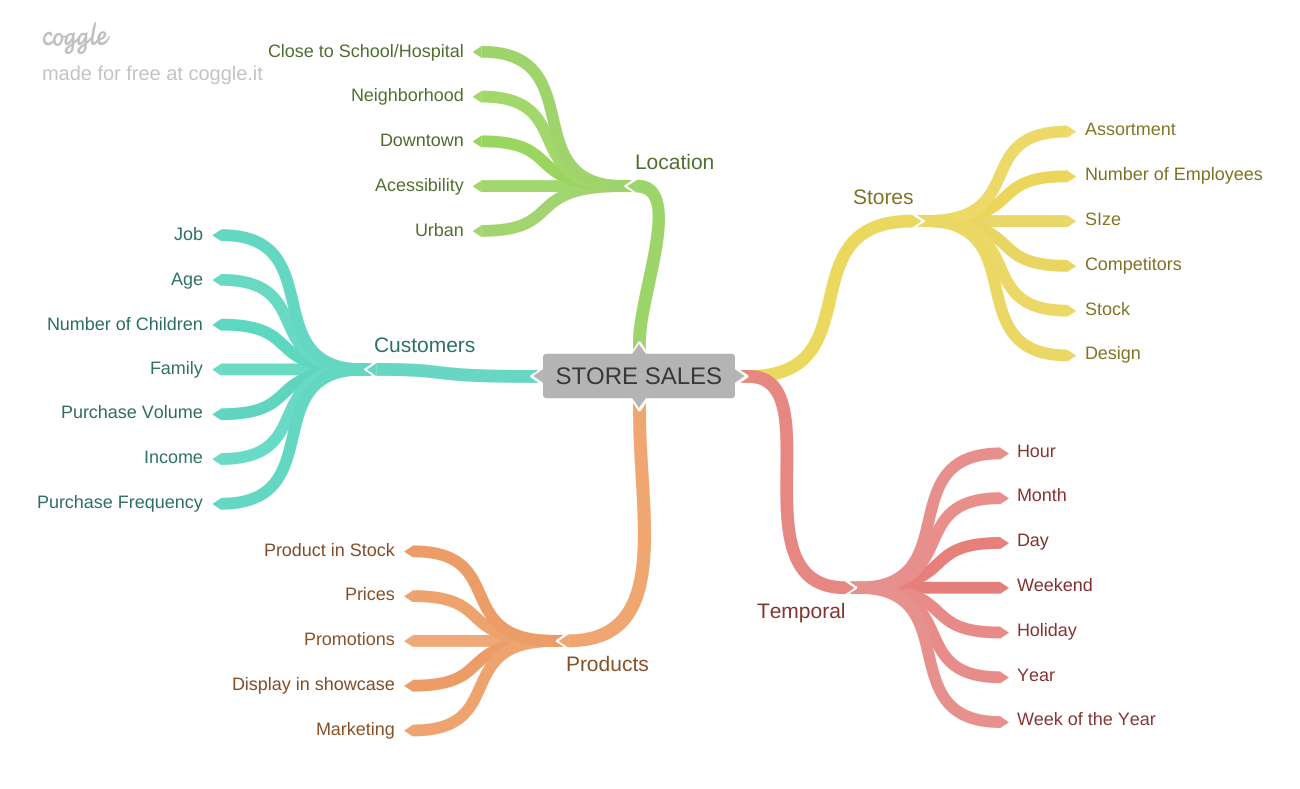 coggle
made for free at coggle.it
Close to School/Hospital
Neighborhood
Downtown
Acessibility
Urban
Location
Stores
Assortment
Number of Employees
SIze
Competitors
Stock
Design
Job
Age
Number of Children
Family
Purchase Volume
Income
Purchase Frequency
Customers
STORE SALES
Product in Stock
Prices
Promotions
Display in showcase
Marketing
Products
Temporal
Hour
Month
Day
Weekend
Holiday
Year
Week of the Year